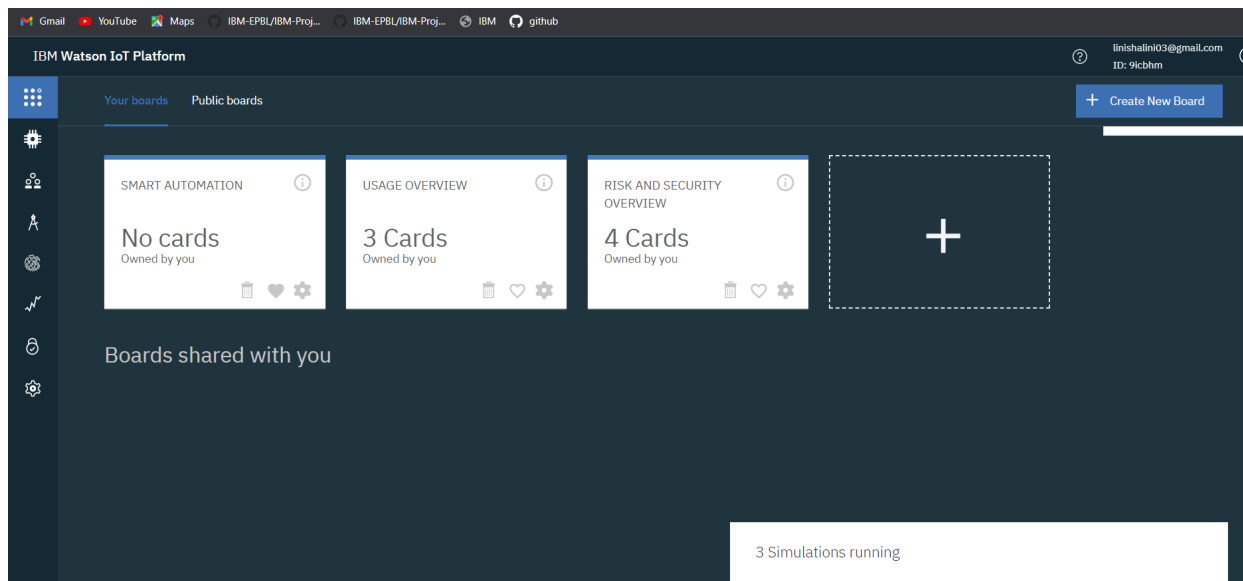 Gmail YouTube Maps IBM-EPBL/IBM-Proj... IBM-EPBL/IBM-Proj... IBM github
IBM Watson IoT Platform
linishalini03@gmail.com
ID: 9icbhm
Your boards Public boards
Create New Board
SMART AUTOMATION
No cards
Owned by you
USAGE OVERVIEW
3 Cards
Owned by you
RISK AND SECURITY
OVERVIEW
4 Cards
Owned by you
Boards shared with you
3 Simulations running